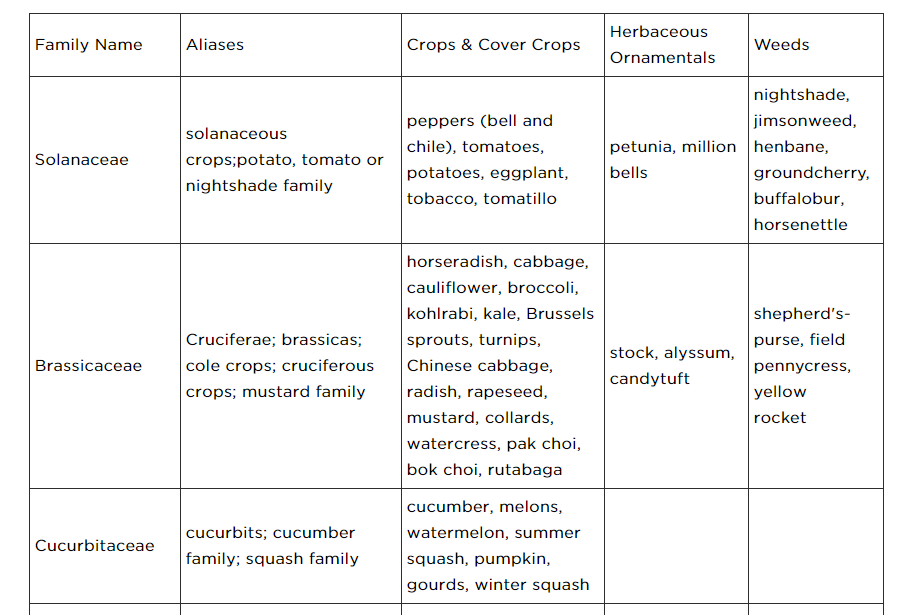 Family Name
Aliases
Crops & Cover Crops
Herbaceous
Ornamentals
Weeds
Solanaceae
solanaceous
crops;potato, tomato or
nightshade family
peppers (bell and
chile), tomatoes,
potatoes, eggplant,
tobacco, tomatillo
petunia, million
bells
nightshade,
jimsonweed,
henbane,
groundcherry,
buffalobur,
horsenettle
Brassicaceae
Cruciferae; brassicas;
cole crops; cruciferous
crops; mustard family
horseradish, cabbage,
cauliflower, broccoli,
kohlrabi, kale, Brussels
sprouts, turnips,
Chinese cabbage,
radish, rapeseed,
mustard, collards,
watercress, pak choi,
bok choi, rutabaga
stock, alyssum,
candytuft
shepherd's-
purse, field
pennycress,
yellow
rocket
Cucurbitaceae
cucurbits; cucumber
family; squash family
cucumber, melons,
watermelon, summer
squash, pumpkin,
gourds, winter squash